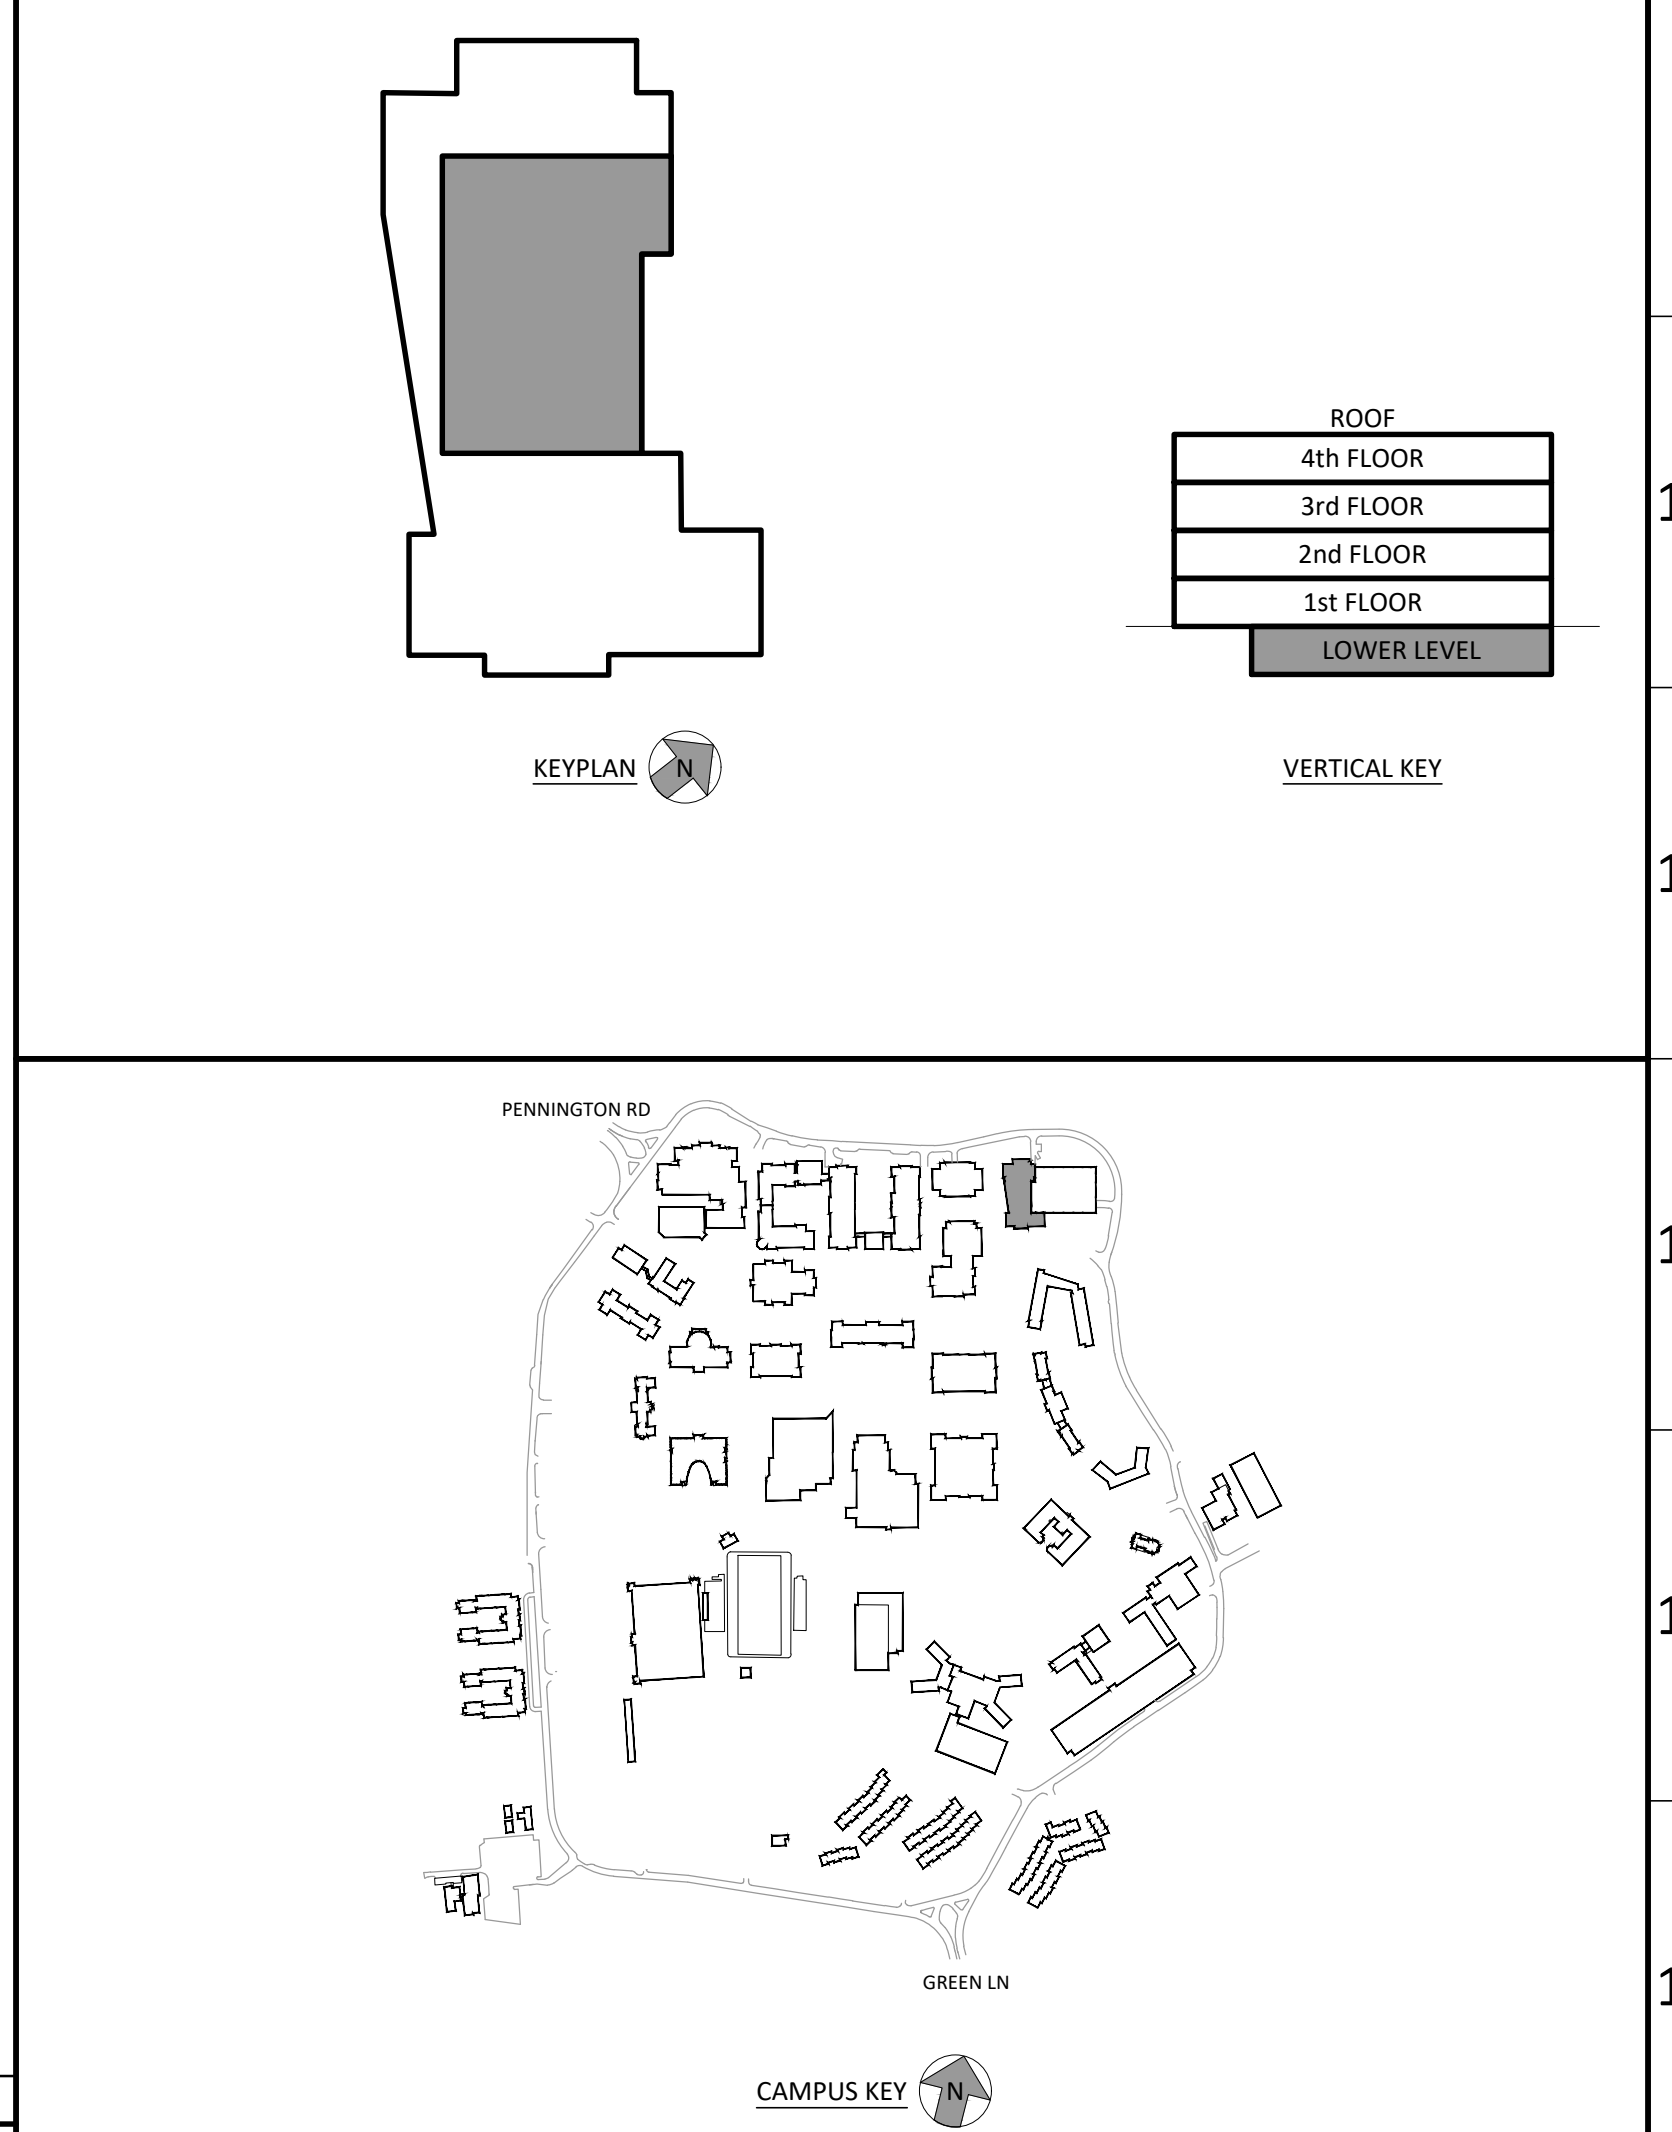 ROOF
4th FLOOR
3rd FLOOR
2nd FLOOR
1st FLOOR
LOWER LEVEL
KEYPLAN N
VERTICAL KEY
PENNINGTON RD
GREEN LN
CAMPUS KEY N